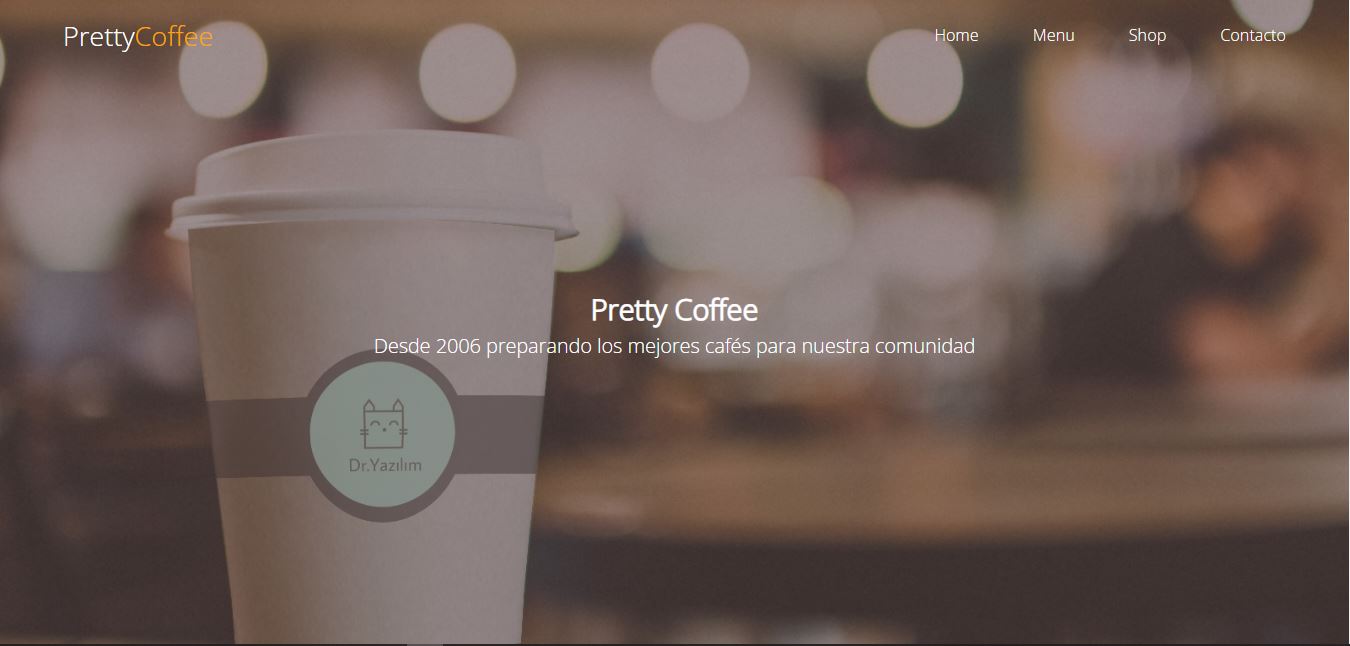 PrettyCoffee
Home Menu Shop Contacto
Pretty Coffee
Desde 2006 preparando los mejores cafés para nuestra comunidad
Dr.Yazılım